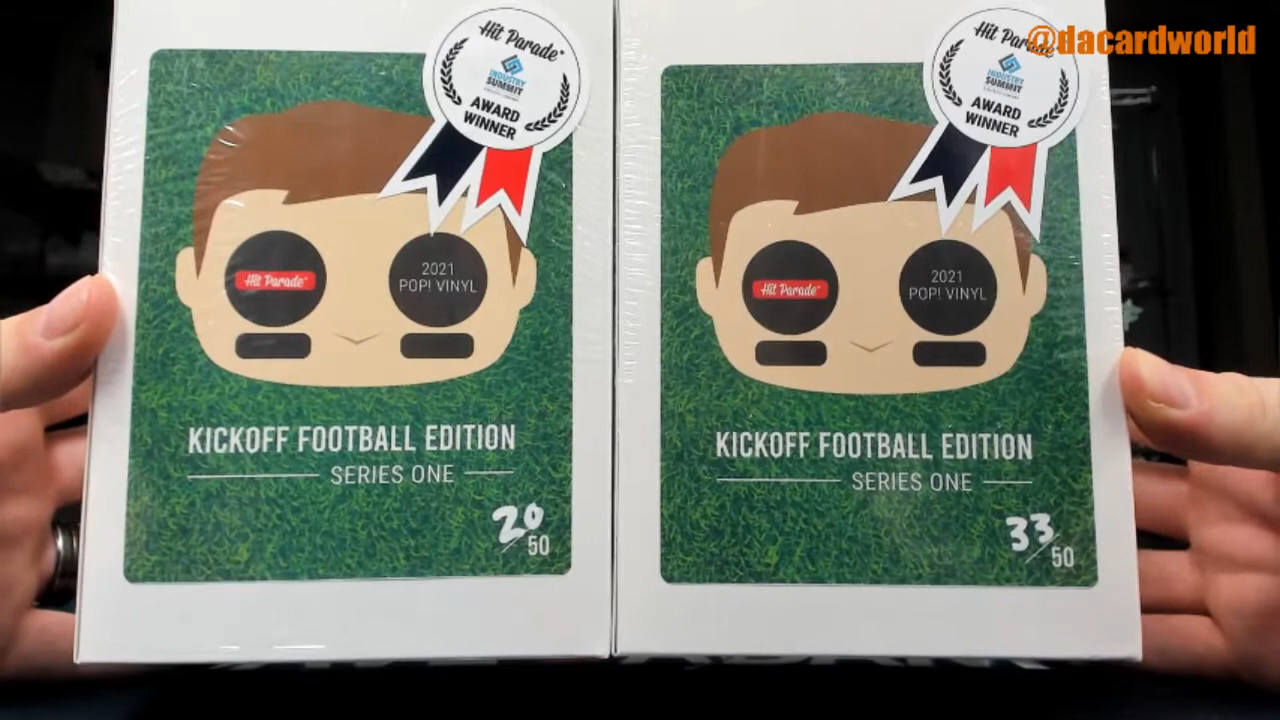 @dacardworld
Hit Parade
INDUSTRY
SUMMIT
AWARD
WINNER
Hit Parade
2021
POP! VINYL
KICKOFF FOOTBALL EDITION
SERIES ONE
20
50
Hit
INDUSTRY
SUMMIT
AWARD
WINNER
Hit Parade
2021
POP! VINYL
KICKOFF FOOTBALL EDITION
SERIES ONE
33
50